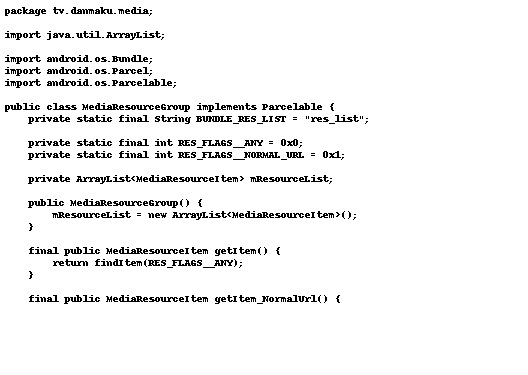 package tv.danmaku.media;

import java.util.ArrayList;

import android.os.Bundle;
import android.os.Parcel;
import android.os.Parcelable;

public class MediaResourceGroup implements Parcelable {
    private static final String BUNDLE_RES_LIST = "res_list";

    private static final int RES_FLAGS__ANY = 0x0;
    private static final int RES_FLAGS__NORMAL_URL = 0x1;

    private ArrayList<MediaResourceItem> mResourceList;

    public MediaResourceGroup() {
        mResourceList = new ArrayList<MediaResourceItem>();
    }

    final public MediaResourceItem getItem() {
        return findItem(RES_FLAGS__ANY);
    }

    final public MediaResourceItem getItem_NormalUrl() {